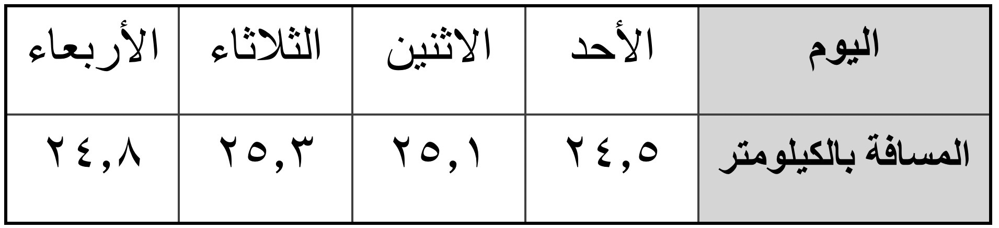 اليوم الأحد الاثنين الثلاثاء الأربعاء
المسافة بالكيلومتر ٢٤,٥ ٢٥,١ ٢٥,٣ ٢٤,٨